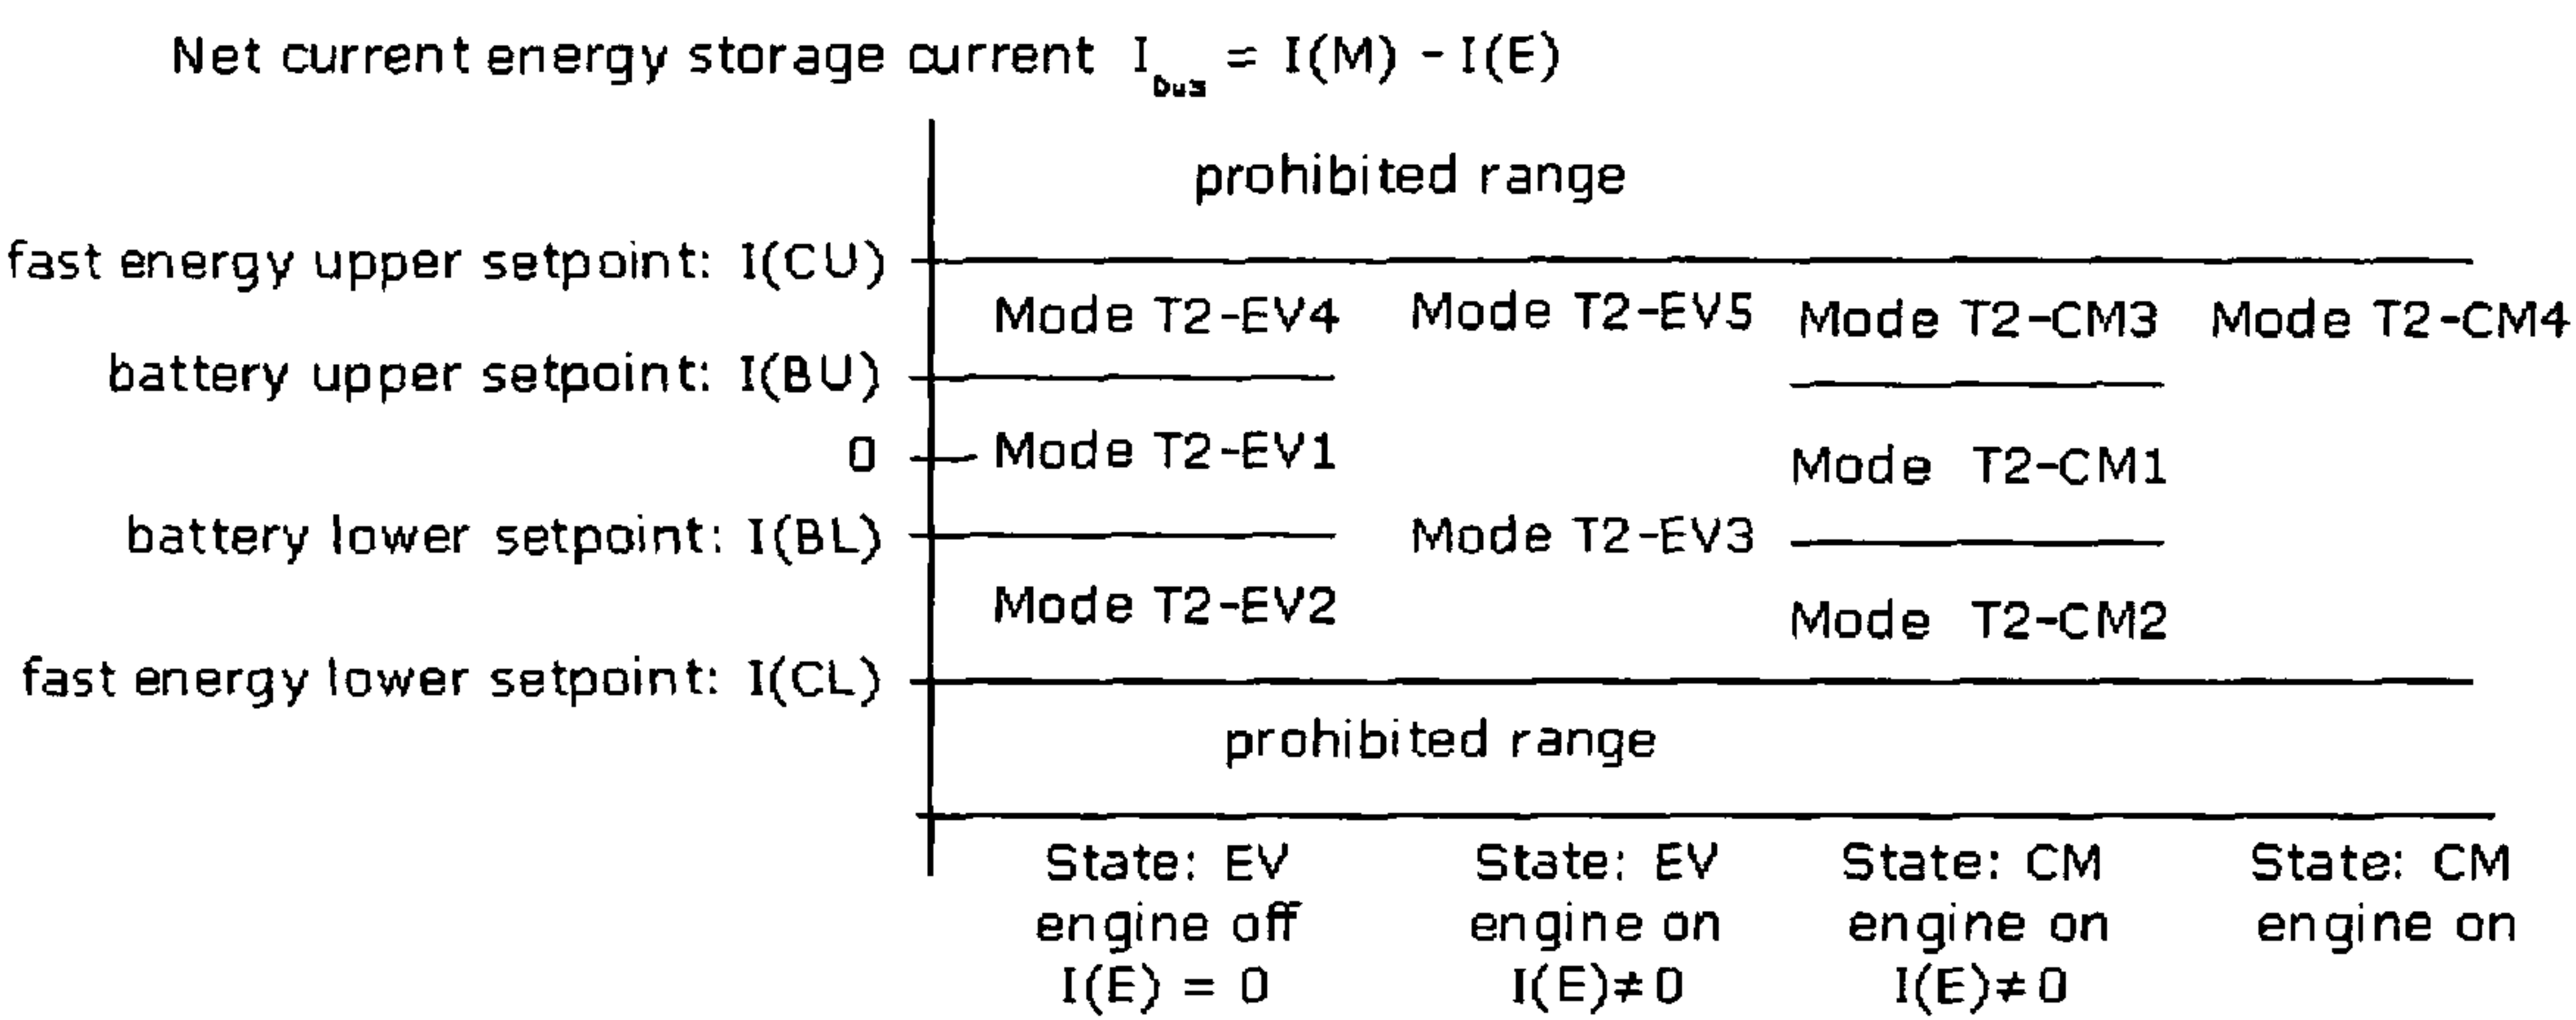 Net current energy storage current I_bus = I(M) - I(E)
prohibited range
fast energy upper setpoint: I(CU)
Mode T2-EV4 Mode T2-EV5 Mode T2-CM3 Mode T2-CM4
battery upper setpoint: I(BU)
0 Mode T2-EV1 Mode T2-CM1
battery lower setpoint: I(BL) Mode T2-EV3
Mode T2-EV2 Mode T2-CM2
fast energy lower setpoint: I(CL)
prohibited range
State: EV State: EV State: CM State: CM
engine off engine on engine on engine on
I(E) = 0 I(E)≠0 I(E)≠0